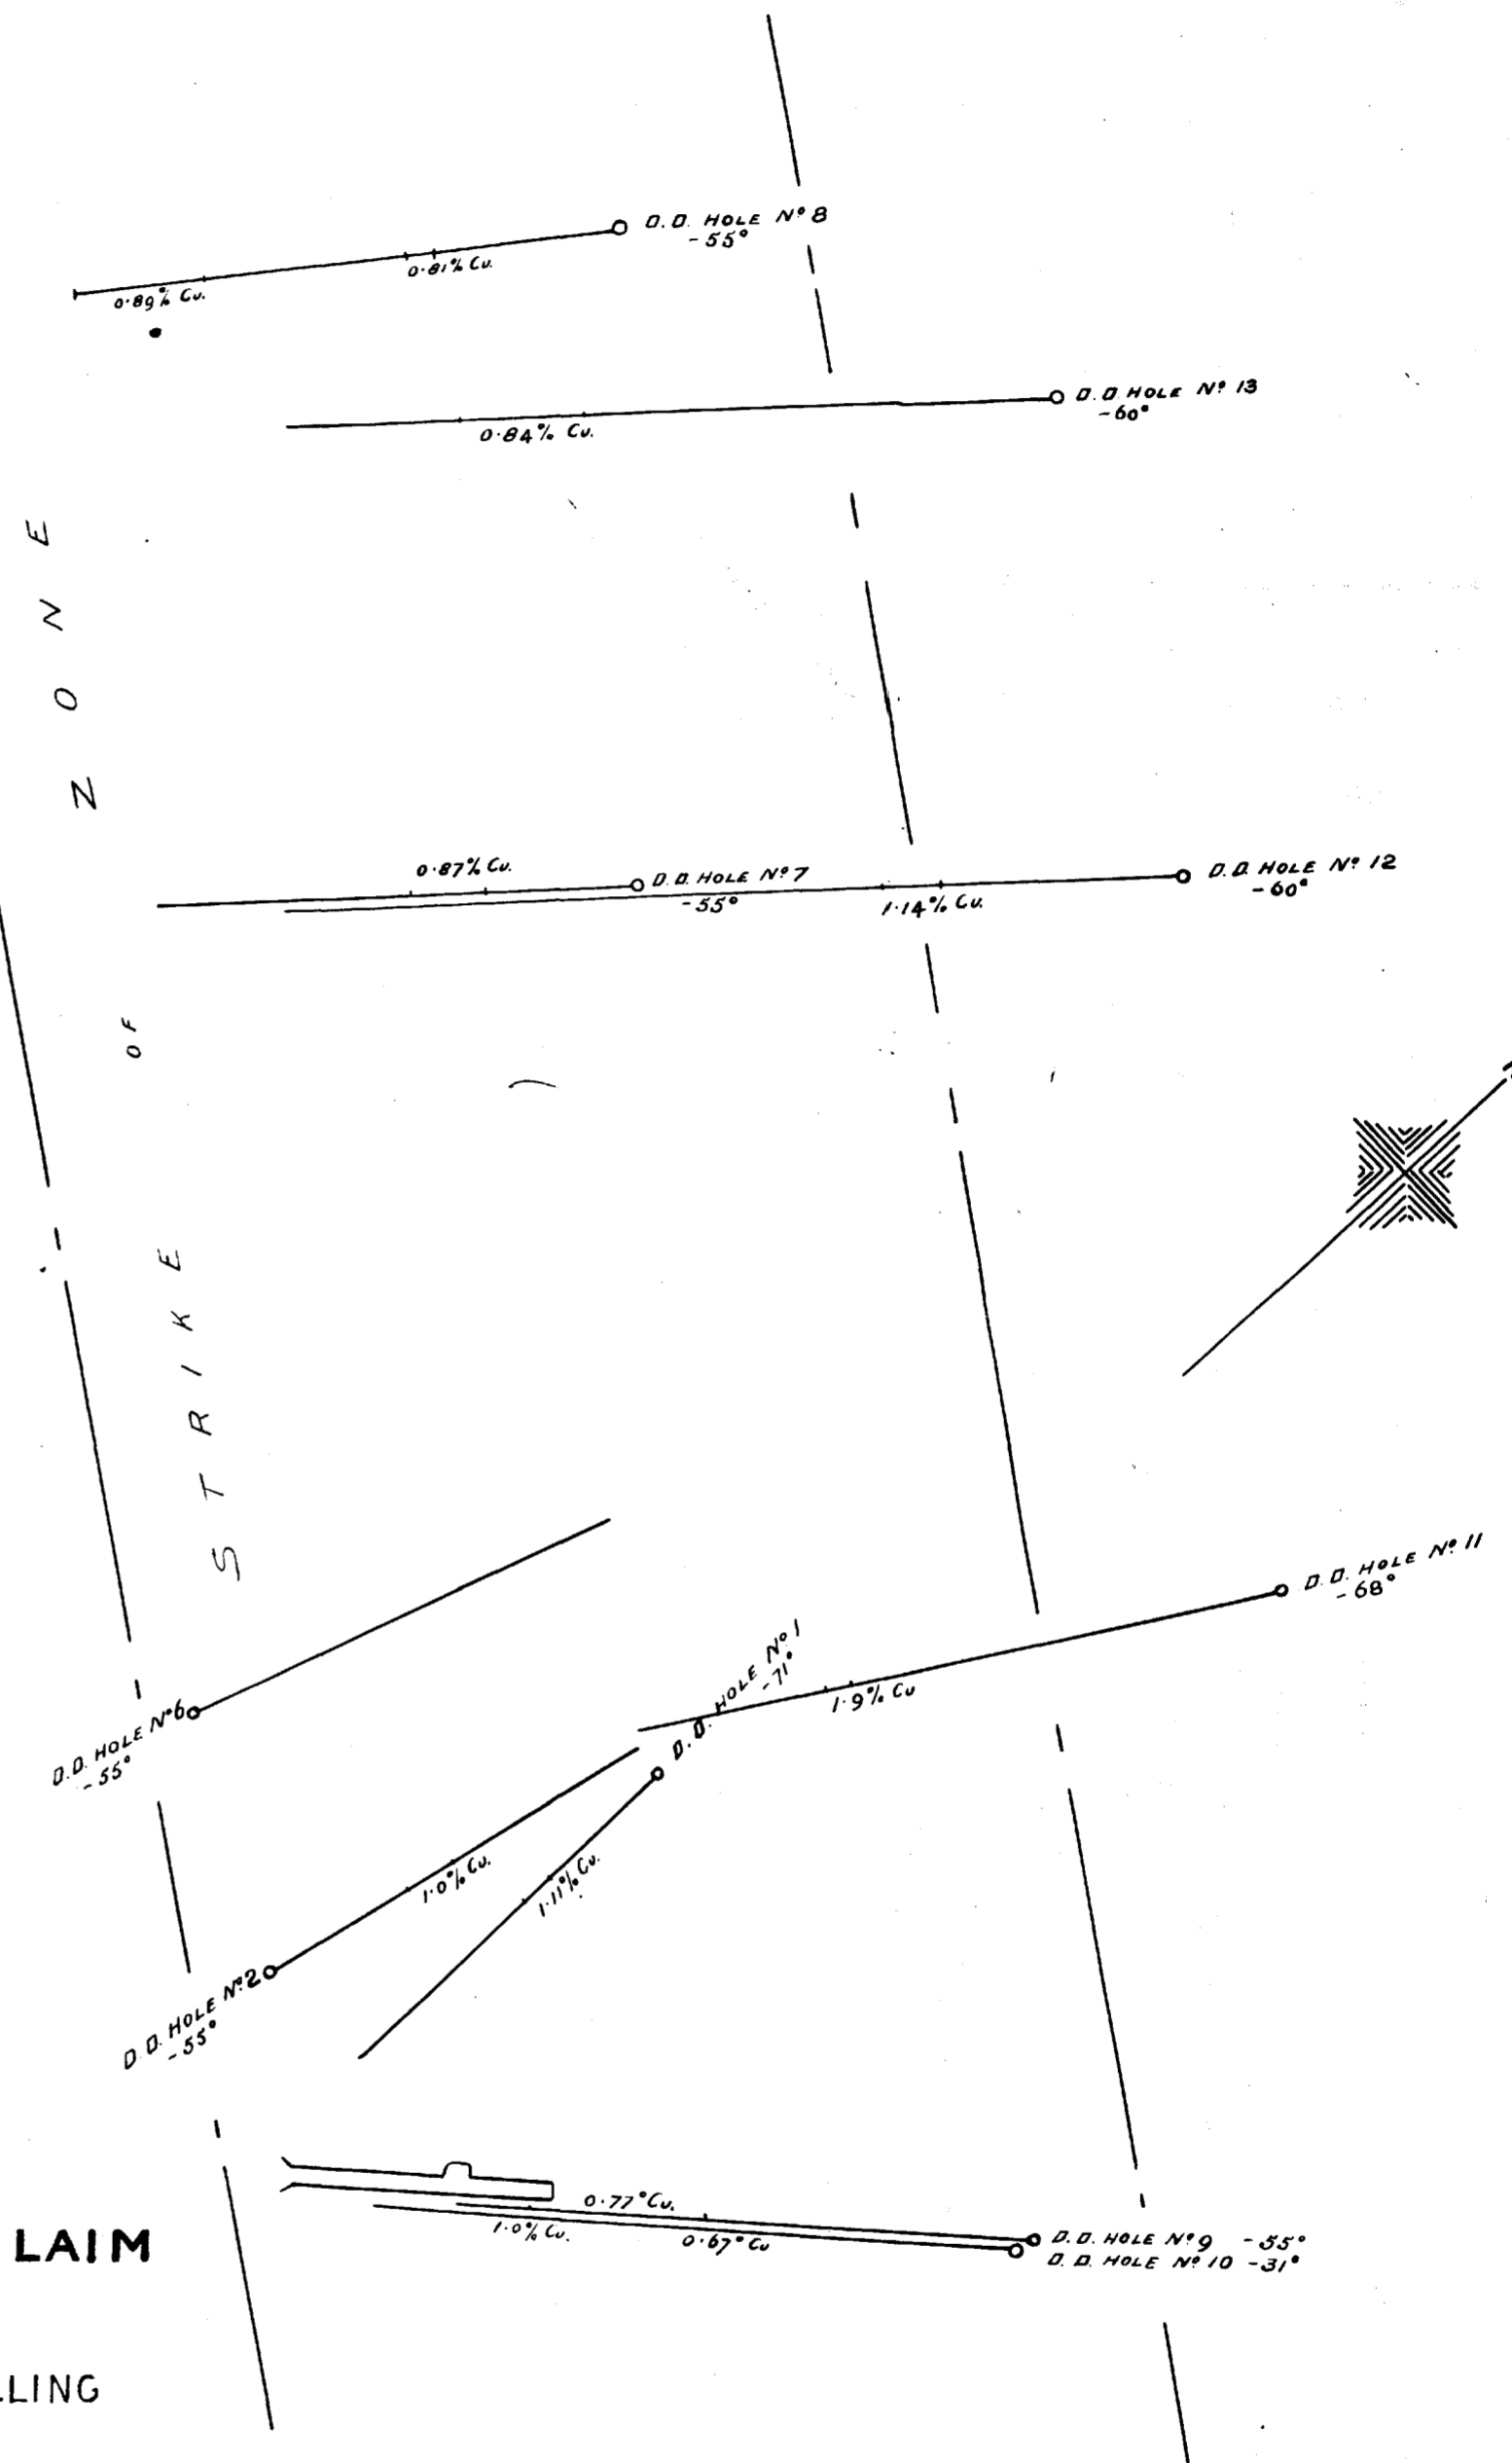 D.D. HOLE Nº 8
-55°
0.81% Cu.
0.89% Cu.
D.D HOLE Nº 13
-60°
0.84% Cu.
ZONE
0.87% Cu.
D.D. HOLE Nº 7
-55°
D.D. HOLE Nº 12
-60°
1.14% Cu.
OF
STRIKE
D.D. HOLE Nº 11
-68°
D.D. HOLE Nº 1
-71°
1.9% Cu
D.D. HOLE Nº 6
-55°
1.0% Cu.
1.11% Cu.
D.D. HOLE Nº 2
-55°
0.77° Cu.
1.0% Cu.
0.67° Cu
D.D. HOLE Nº 9 -55°
D.D. HOLE Nº 10 -31°
LAIM
LING